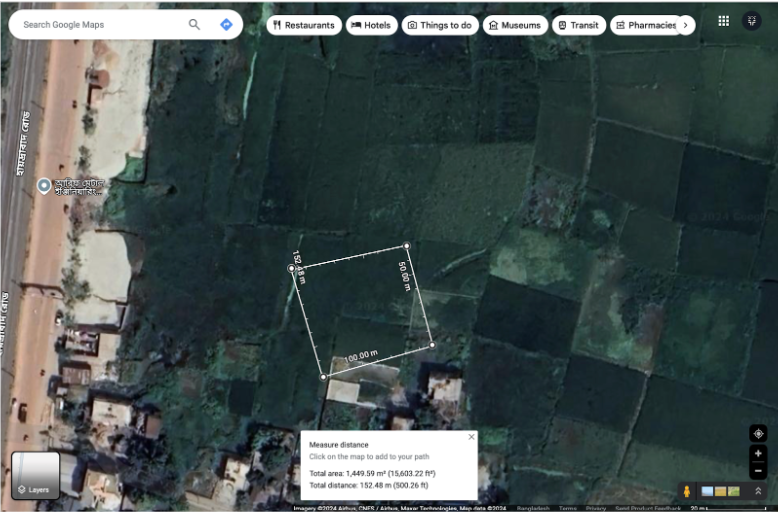 Search Google Maps
Restaurants
Hotels
Things to do
Museums
Transit
Pharmacies
152.48 m
50.00 m
100.00 m
Measure distance
Click on the map to add to your path
Total area: 1,449.59 m² (15,603.22 ft²)
Total distance: 152.48 m (500.26 ft)
Layers
Imagery ©2024 Airbus, CNES / Airbus, Maxar Technologies, Map data ©2024
Bangladesh
Terms
Privacy
Send Product Feedback
20 m